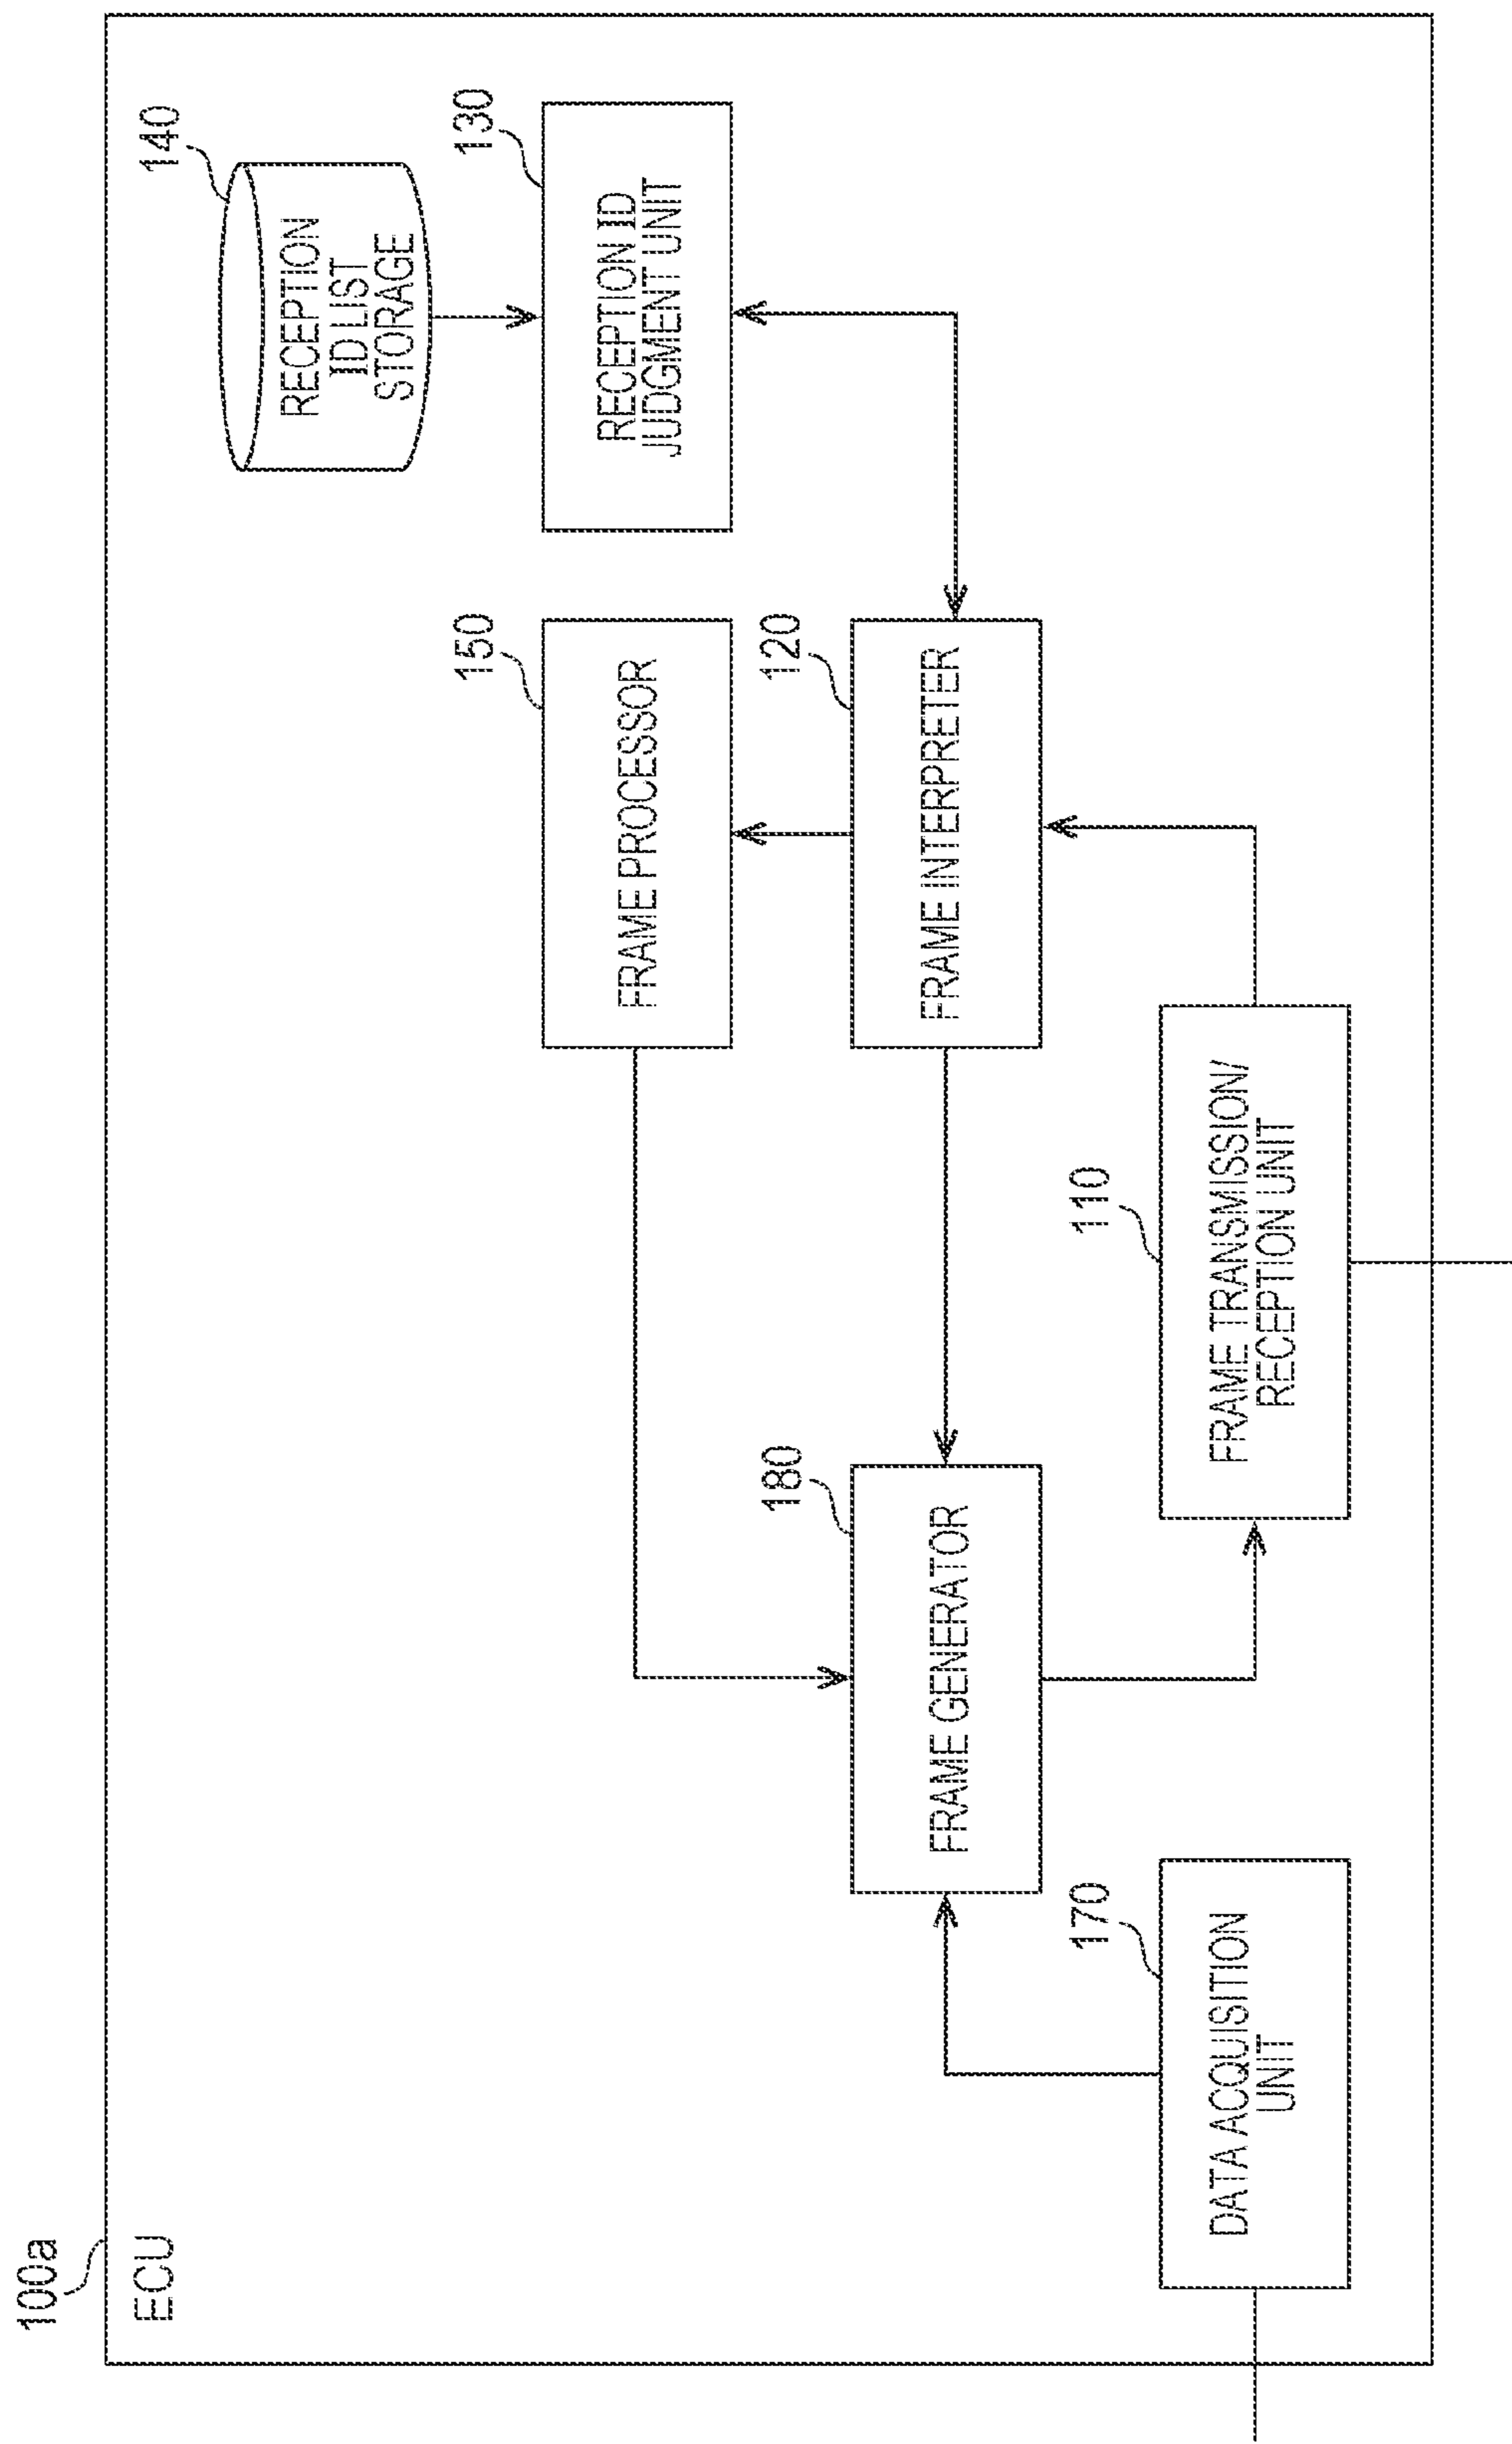 100a
ECU
140
RECEPTION
ID LIST
STORAGE
150
FRAME PROCESSOR
130
RECEPTION ID
JUDGMENT UNIT
180
FRAME GENERATOR
120
FRAME INTERPRETER
170
DATA ACQUISITION
UNIT
110
FRAME TRANSMISSION/
RECEPTION UNIT